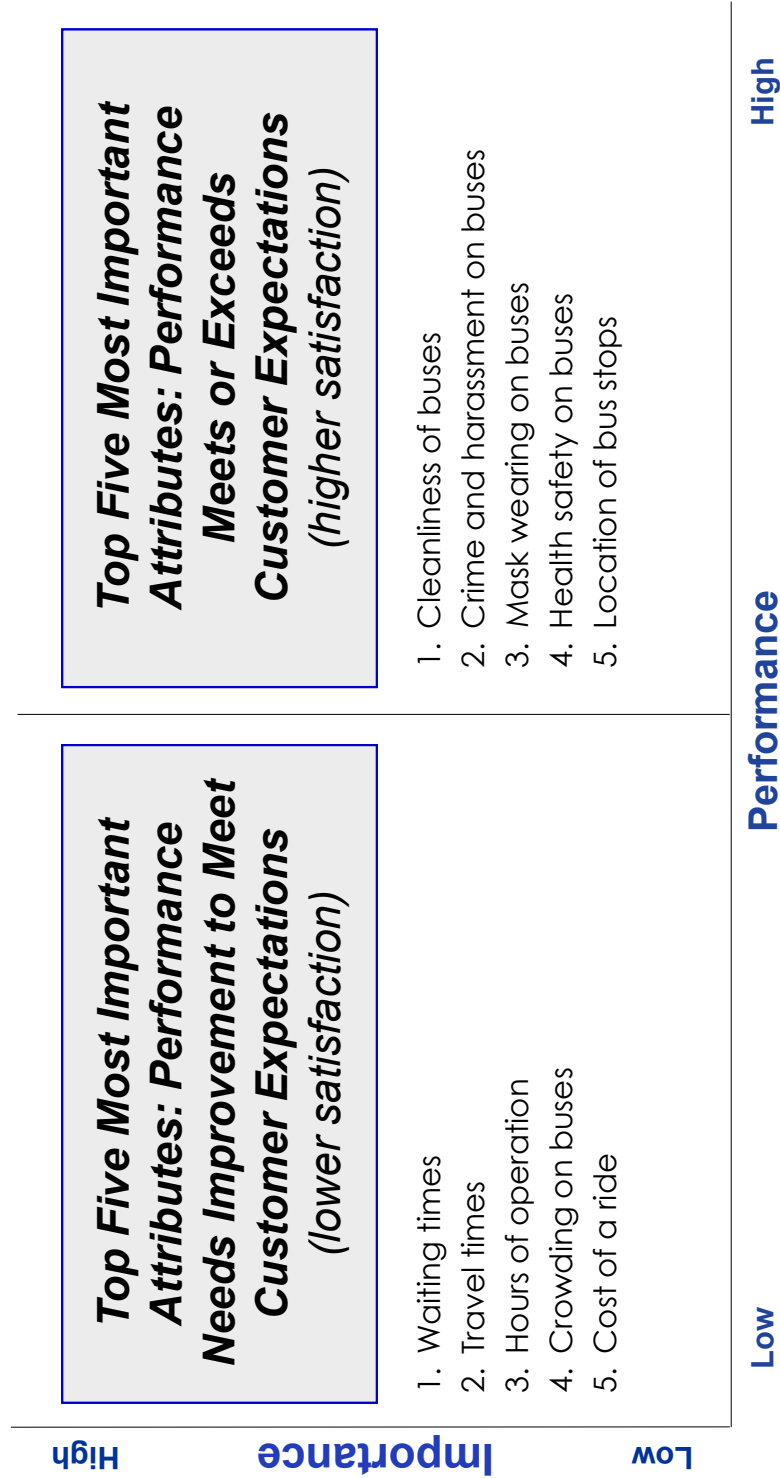 High
Importance
Low
Top Five Most Important
Attributes: Performance
Needs Improvement to Meet
Customer Expectations
(lower satisfaction)
1. Waiting times
2. Travel times
3. Hours of operation
4. Crowding on buses
5. Cost of a ride
Top Five Most Important
Attributes: Performance
Meets or Exceeds
Customer Expectations
(higher satisfaction)
1. Cleanliness of buses
2. Crime and harassment on buses
3. Mask wearing on buses
4. Health safety on buses
5. Location of bus stops
Low
Performance
High